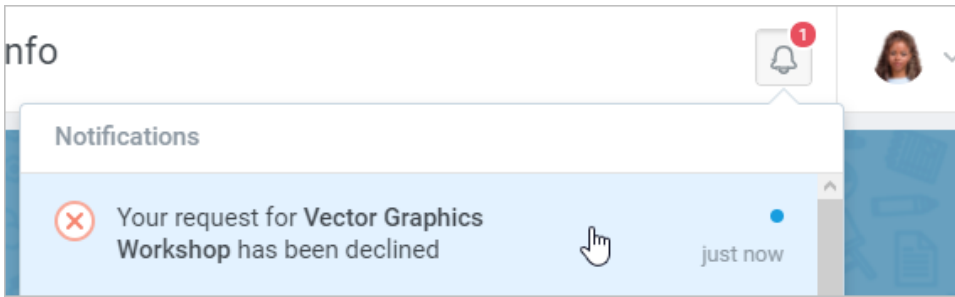 nfo
1
Notifications
Your request for Vector Graphics
Workshop has been declined
just now